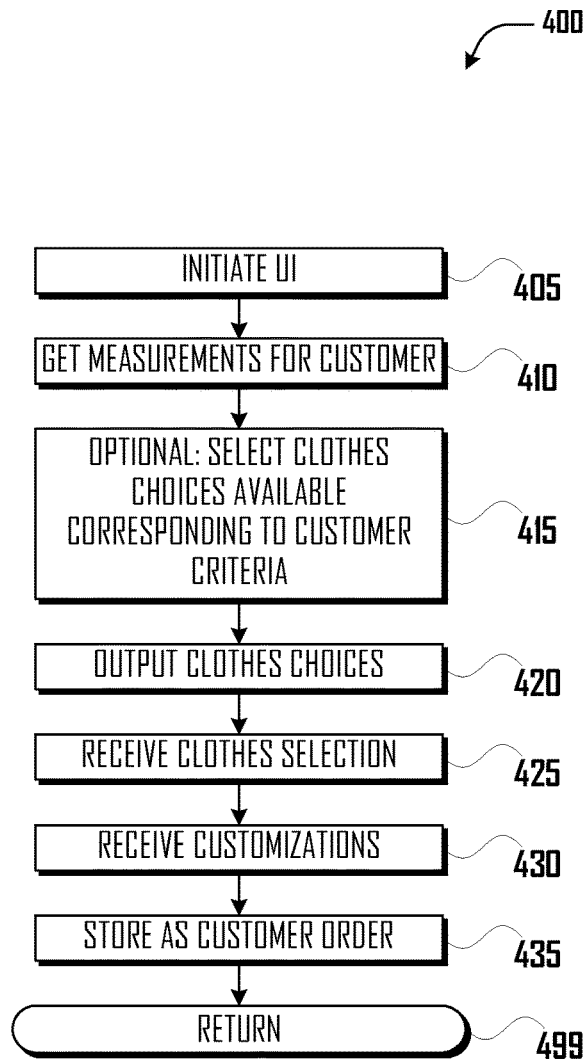 400
INITIATE UI
405
GET MEASUREMENTS FOR CUSTOMER
410
OPTIONAL: SELECT CLOTHES
CHOICES AVAILABLE
CORRESPONDING TO CUSTOMER
CRITERIA
415
OUTPUT CLOTHES CHOICES
420
RECEIVE CLOTHES SELECTION
425
RECEIVE CUSTOMIZATIONS
430
STORE AS CUSTOMER ORDER
435
RETURN
499